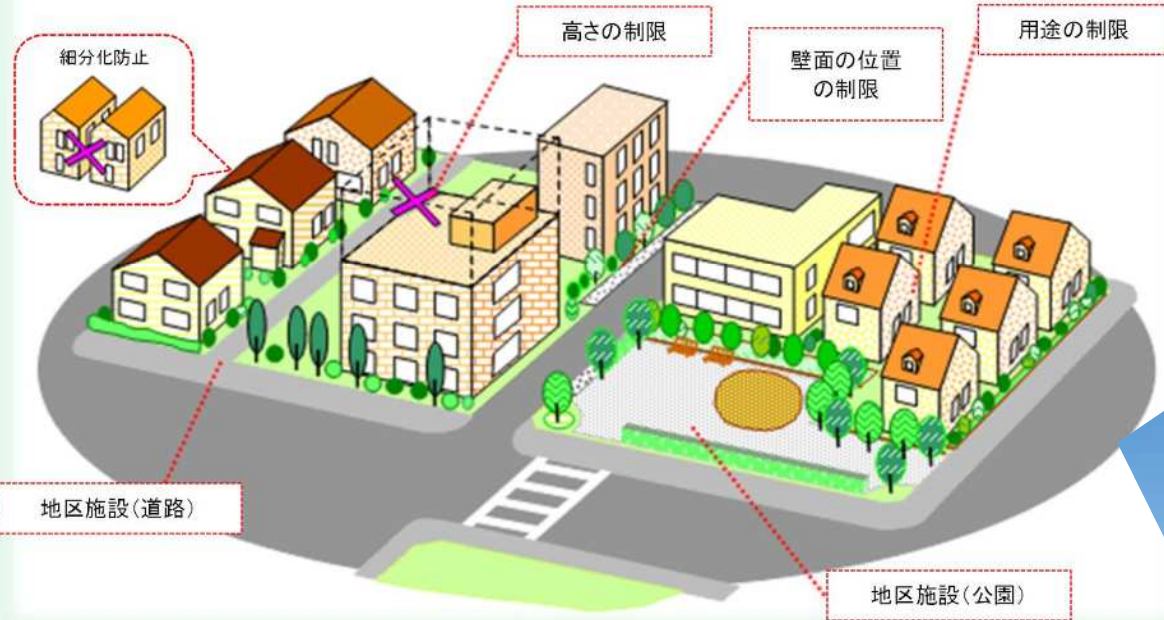 高さの制限
用途の制限
細分化防止
壁面の位置
の制限
地区施設(道路)
地区施設(公園)